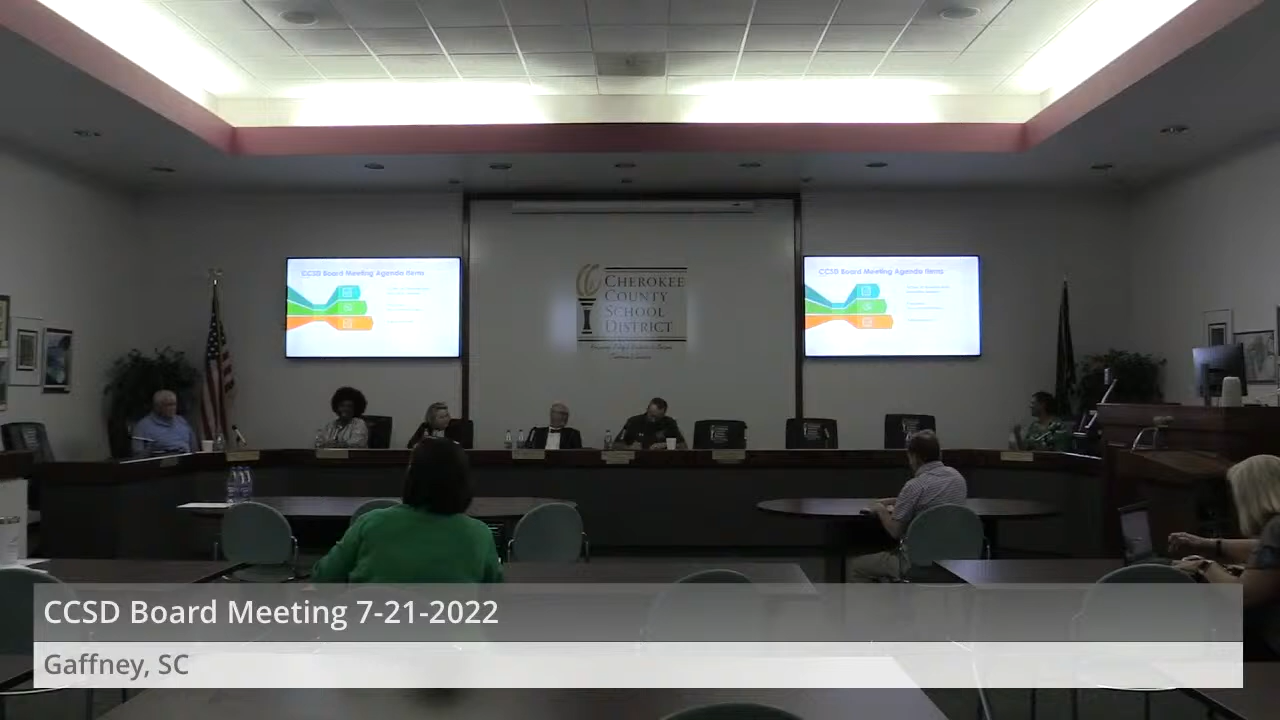 CCSD Board Meeting Agenda Items
CCSD Board Meeting Agenda Items
CHEROKEE
COUNTY
SCHOOL
DISTRICT
CCSD Board Meeting 7-21-2022
Gaffney, SC